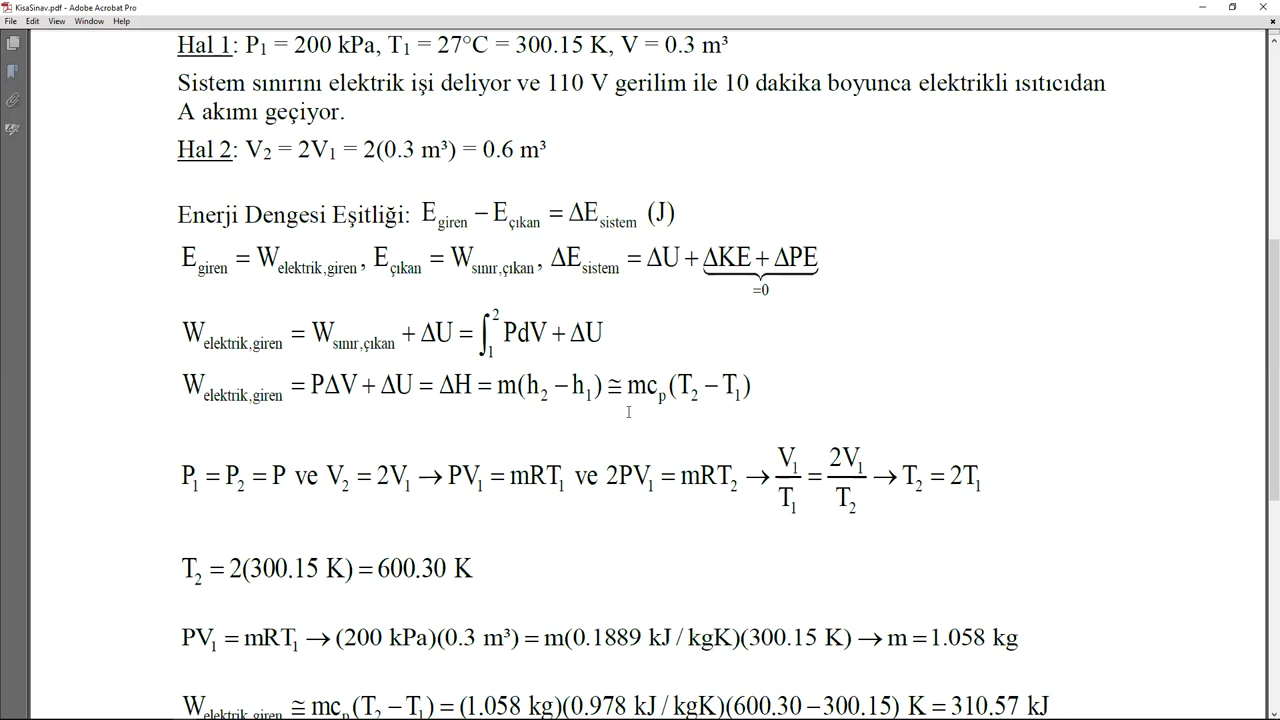 KisaSinav.pdf - Adobe Acrobat Pro
File Edit View Window Help
Hal 1: P₁ = 200 kPa, T₁ = 27°C = 300.15 K, V = 0.3 m³
Sistem sınırını elektrik işi deliyor ve 110 V gerilim ile 10 dakika boyunca elektrikli ısıtıcıdan
A akımı geçiyor.
Hal 2: V₂ = 2V₁ = 2(0.3 m³) = 0.6 m³
Enerji Dengesi Eşitliği: E_giren − E_çıkan = ΔE_sistem (J)
E_giren = W_elektrik,giren, E_çıkan = W_sınır,çıkan, ΔE_sistem = ΔU + ΔKE + ΔPE
=0
W_elektrik,giren = W_sınır,çıkan + ΔU = ∫₁² PdV + ΔU
W_elektrik,giren = PΔV + ΔU = ΔH = m(h₂ − h₁) ≅ mc_p(T₂ − T₁)
P₁ = P₂ = P ve V₂ = 2V₁ → PV₁ = mRT₁ ve 2PV₁ = mRT₂ → V₁/T₁ = 2V₁/T₂ → T₂ = 2T₁
T₂ = 2(300.15 K) = 600.30 K
PV₁ = mRT₁ → (200 kPa)(0.3 m³) = m(0.1889 kJ / kgK)(300.15 K) → m = 1.058 kg
W_elektrik,giren ≅ mc_p(T₂ − T₁) = (1.058 kg)(0.978 kJ / kgK)(600.30 − 300.15) K = 310.57 kJ